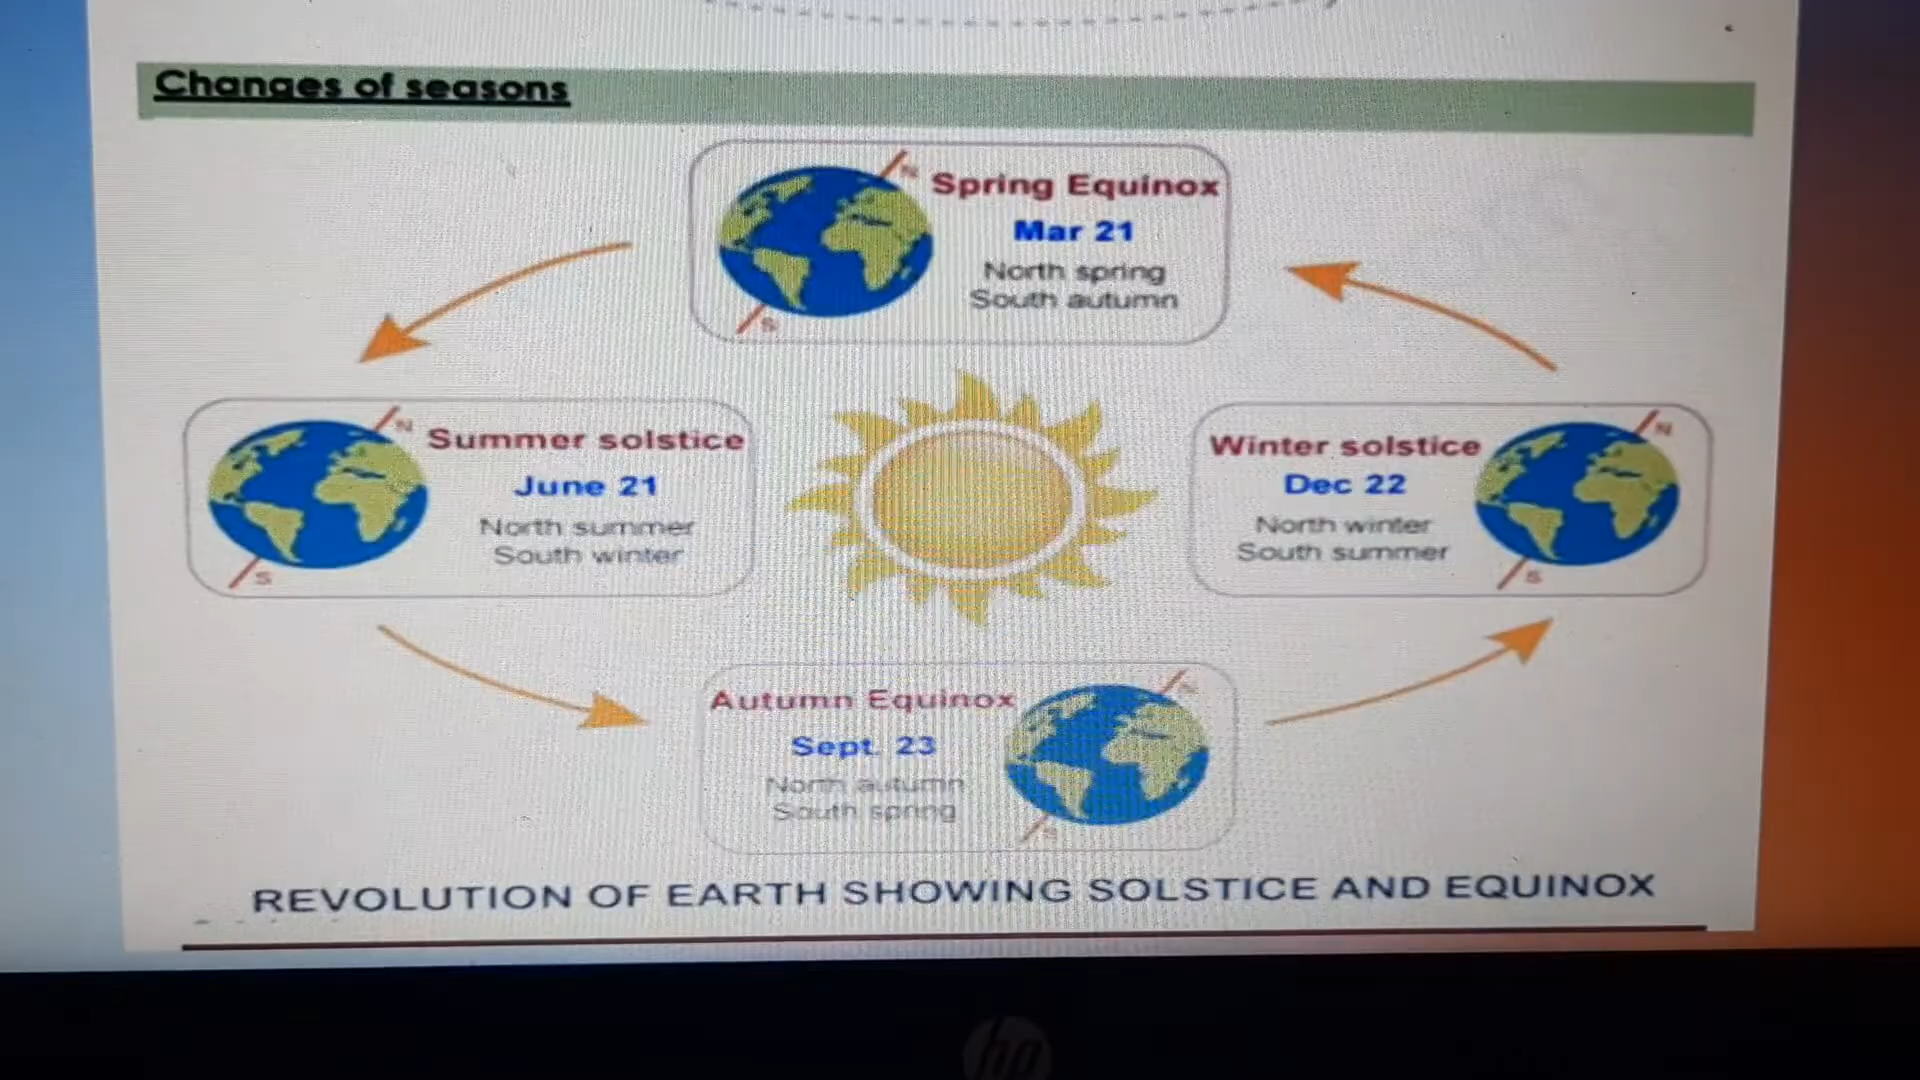 Changes of seasons
N
Spring Equinox
Mar 21
North spring
South autumn
S
N
Summer solstice
June 21
North summer
South winter
S
Winter solstice
Dec 22
North winter
South summer
N
S
Autumn Equinox
Sept. 23
North autumn
South spring
N
S
REVOLUTION OF EARTH SHOWING SOLSTICE AND EQUINOX
hp